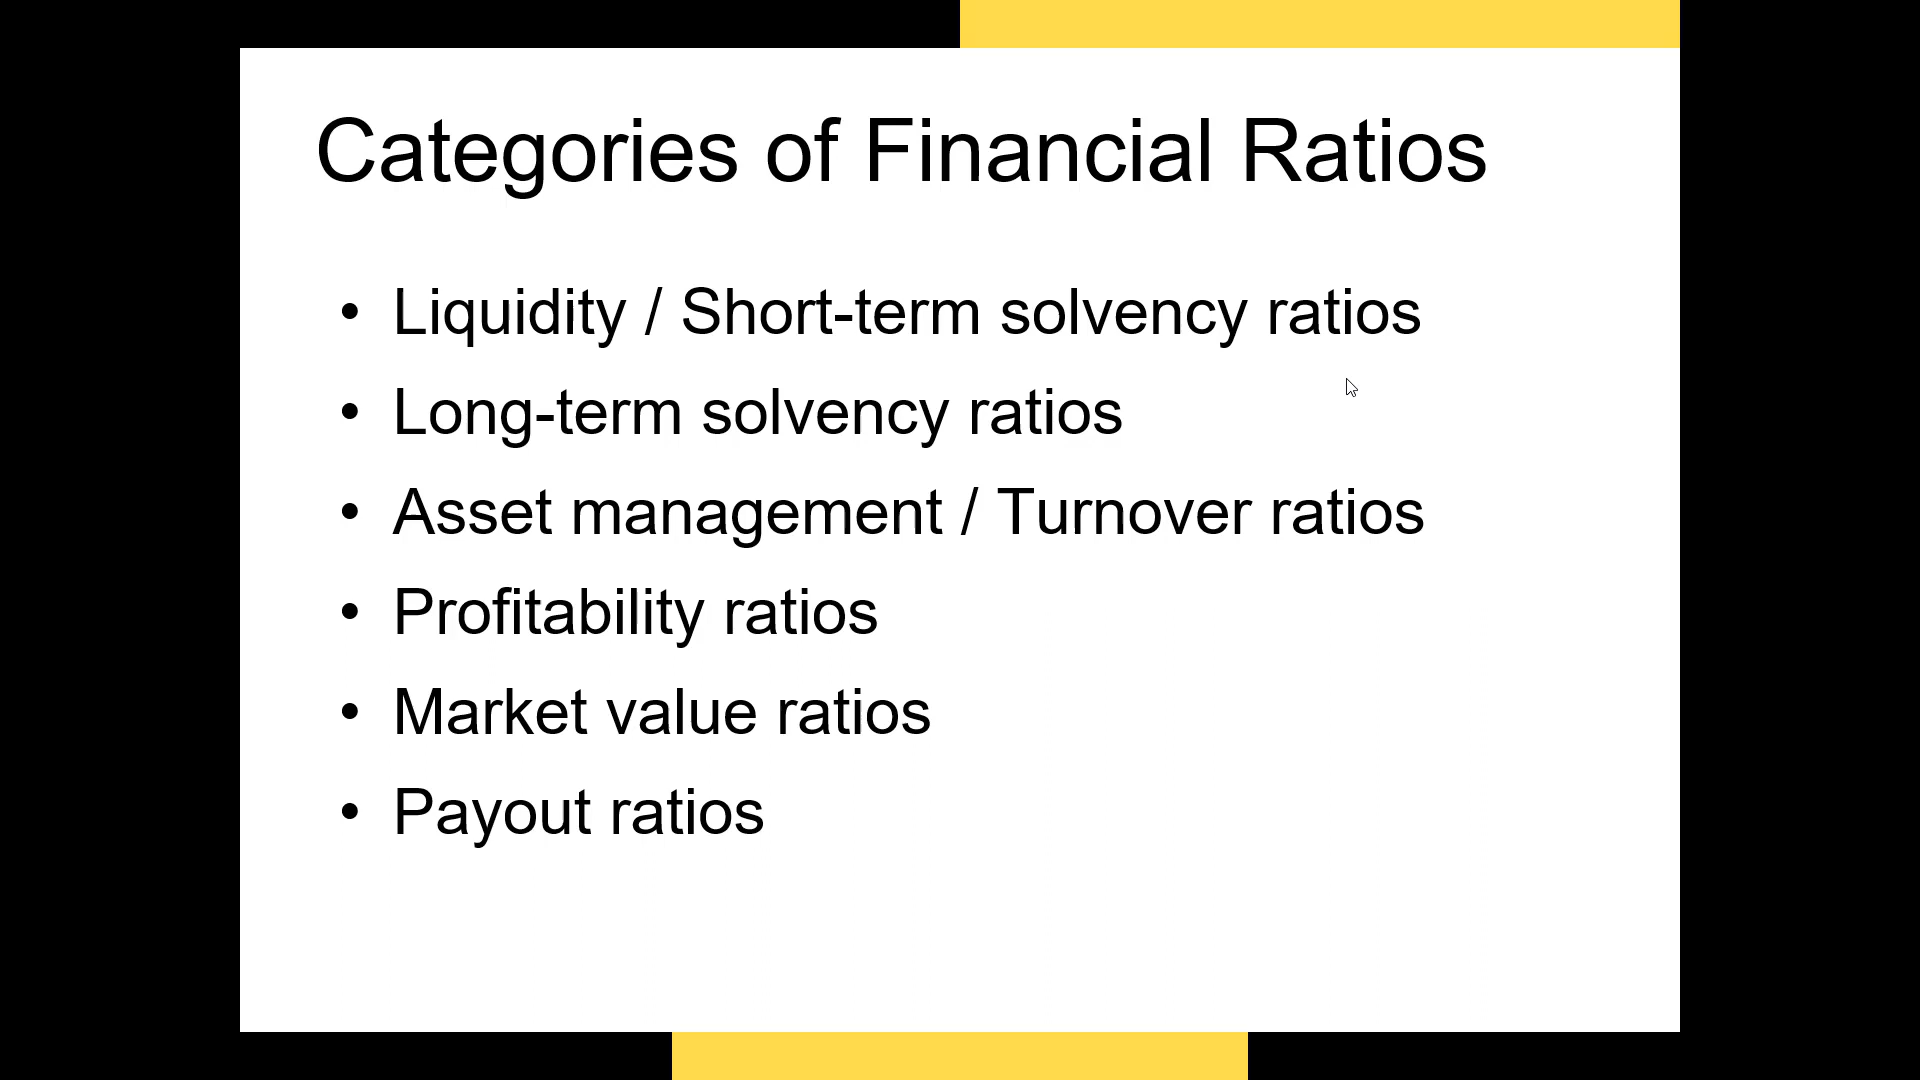 Categories of Financial Ratios
• Liquidity / Short-term solvency ratios
• Long-term solvency ratios
• Asset management / Turnover ratios
• Profitability ratios
• Market value ratios
• Payout ratios